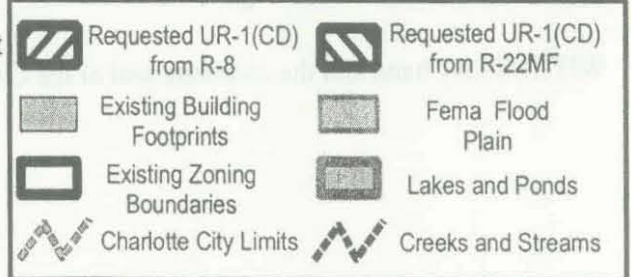 Requested UR-1(CD)
from R-8
Requested UR-1(CD)
from R-22MF
Existing Building
Footprints
Fema Flood
Plain
Existing Zoning
Boundaries
Lakes and Ponds
Charlotte City Limits
Creeks and Streams